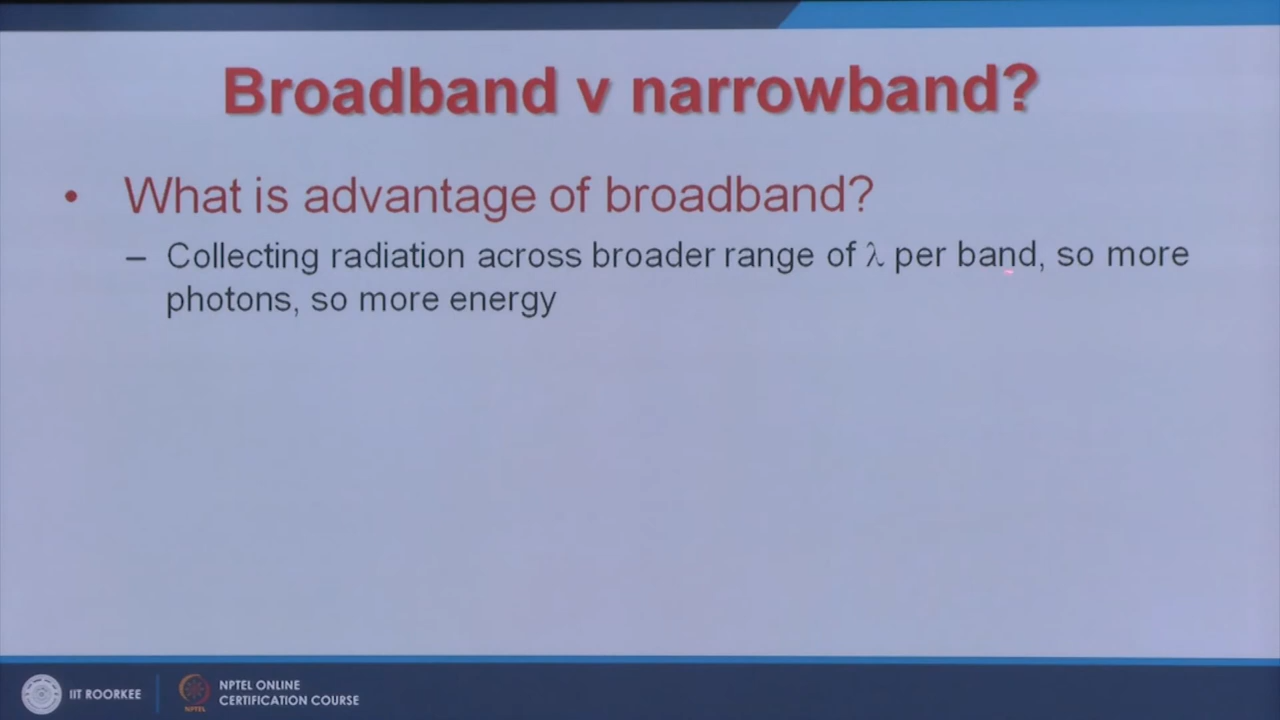 Broadband v narrowband?
• What is advantage of broadband?
– Collecting radiation across broader range of λ per band, so more
photons, so more energy
IIT ROORKEE
NPTEL
NPTEL ONLINE
CERTIFICATION COURSE